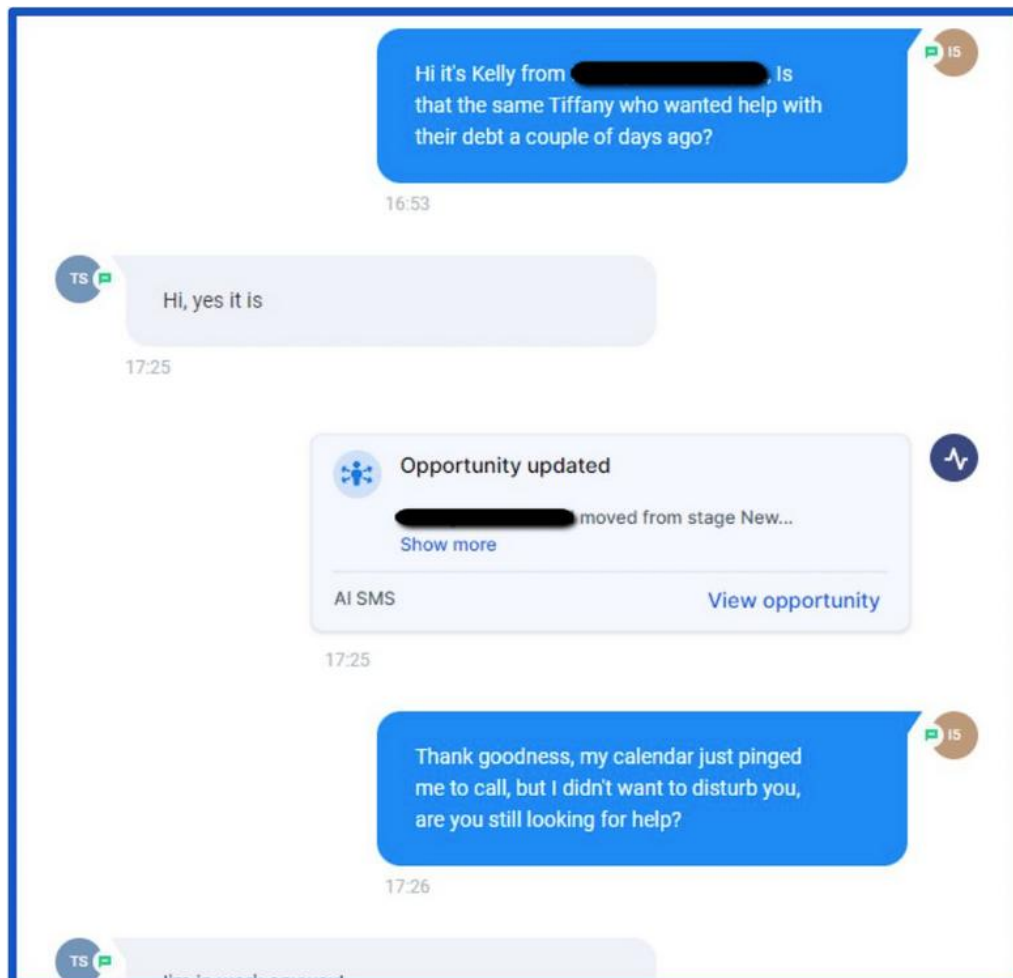 Hi it's Kelly from , Is
that the same Tiffany who wanted help with
their debt a couple of days ago?
I5
16:53
TS
Hi, yes it is
17:25
Opportunity updated
moved from stage New...
Show more
AI SMS
View opportunity
17:25
Thank goodness, my calendar just pinged
me to call, but I didn't want to disturb you,
are you still looking for help?
I5
17:26
TS